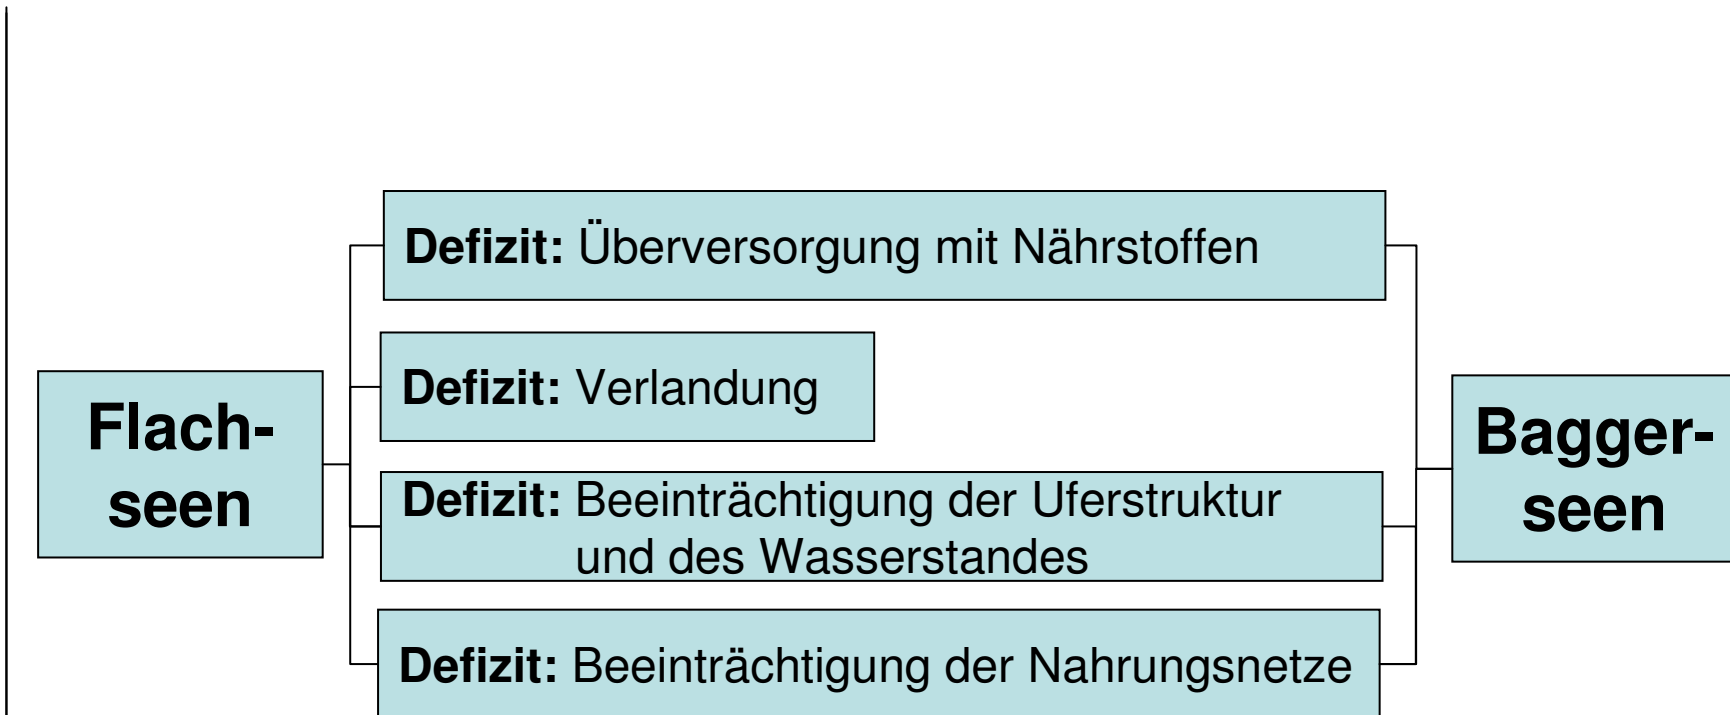 Defizit: Überversorgung mit Nährstoffen
Defizit: Verlandung
Flach-
seen
Bagger-
seen
Defizit: Beeinträchtigung der Uferstruktur
und des Wasserstandes
Defizit: Beeinträchtigung der Nahrungsnetze